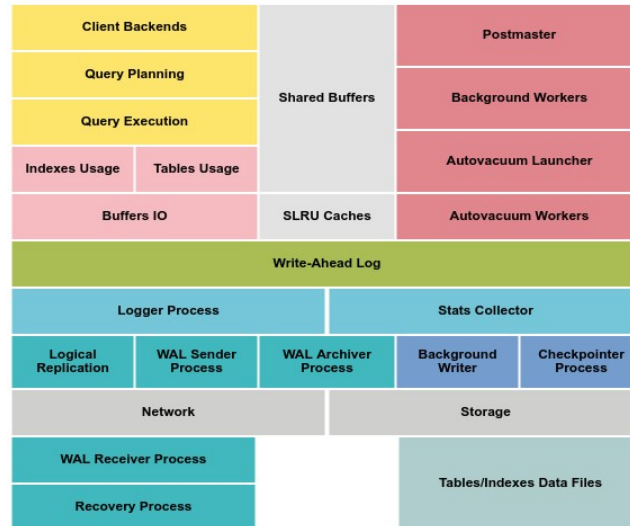 Client Backends
Query Planning
Query Execution
Indexes Usage
Tables Usage
Buffers IO
Shared Buffers
SLRU Caches
Postmaster
Background Workers
Autovacuum Launcher
Autovacuum Workers
Write-Ahead Log
Logger Process
Stats Collector
Logical
Replication
WAL Sender
Process
WAL Archiver
Process
Background
Writer
Checkpointer
Process
Network
Storage
WAL Receiver Process
Recovery Process
Tables/Indexes Data Files